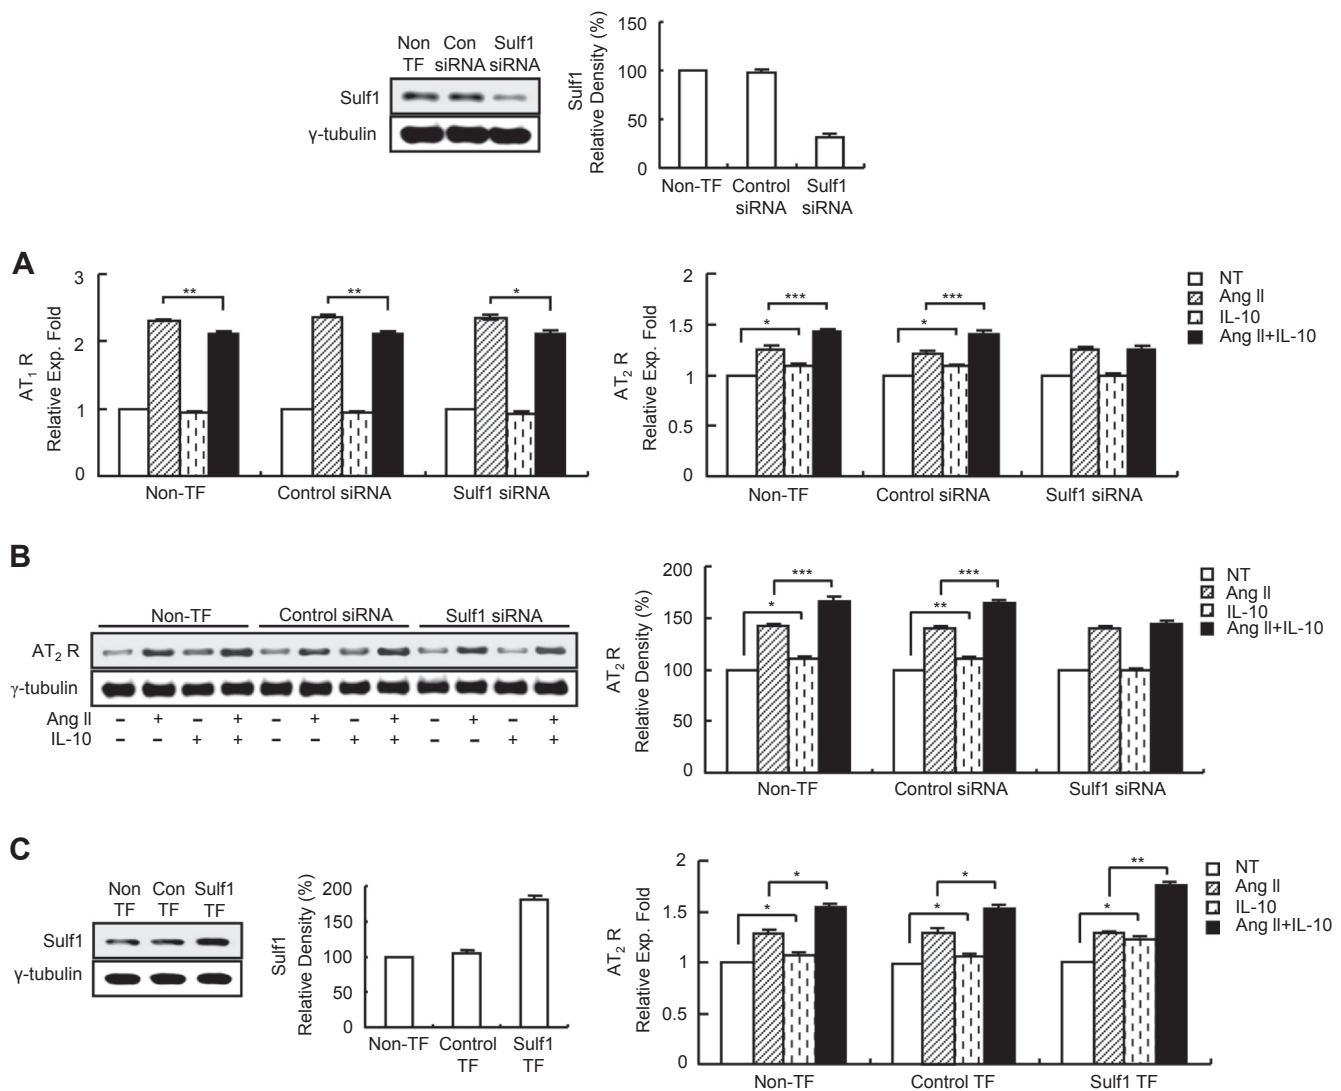 Non Con Sulf1
TF siRNA siRNA
Sulf1
γ-tubulin
Sulf1
Relative Density (%)
150
100
50
0
Non-TF Control Sulf1
siRNA siRNA
A
AT1 R
Relative Exp. Fold
3
2
1
0
** ** *
Non-TF Control siRNA Sulf1 siRNA
AT2 R
Relative Exp. Fold
2
1.5
1
0.5
0
*** ***
* *
Non-TF Control siRNA Sulf1 siRNA
NT
Ang II
IL-10
Ang II+IL-10
B
Non-TF Control siRNA Sulf1 siRNA
AT2 R
γ-tubulin
Ang II − + − + − + − + − + − +
IL-10 − − + + − − + + − − + +
AT2 R
Relative Density (%)
200
150
100
50
0
*** ***
* **
Non-TF Control siRNA Sulf1 siRNA
NT
Ang II
IL-10
Ang II+IL-10
C
Non Con Sulf1
TF TF TF
Sulf1
γ-tubulin
Sulf1
Relative Density (%)
200
150
100
50
0
Non-TF Control Sulf1
TF TF
AT2 R
Relative Exp. Fold
2
1.5
1
0.5
0
* * **
* * *
Non-TF Control TF Sulf1 TF
NT
Ang II
IL-10
Ang II+IL-10